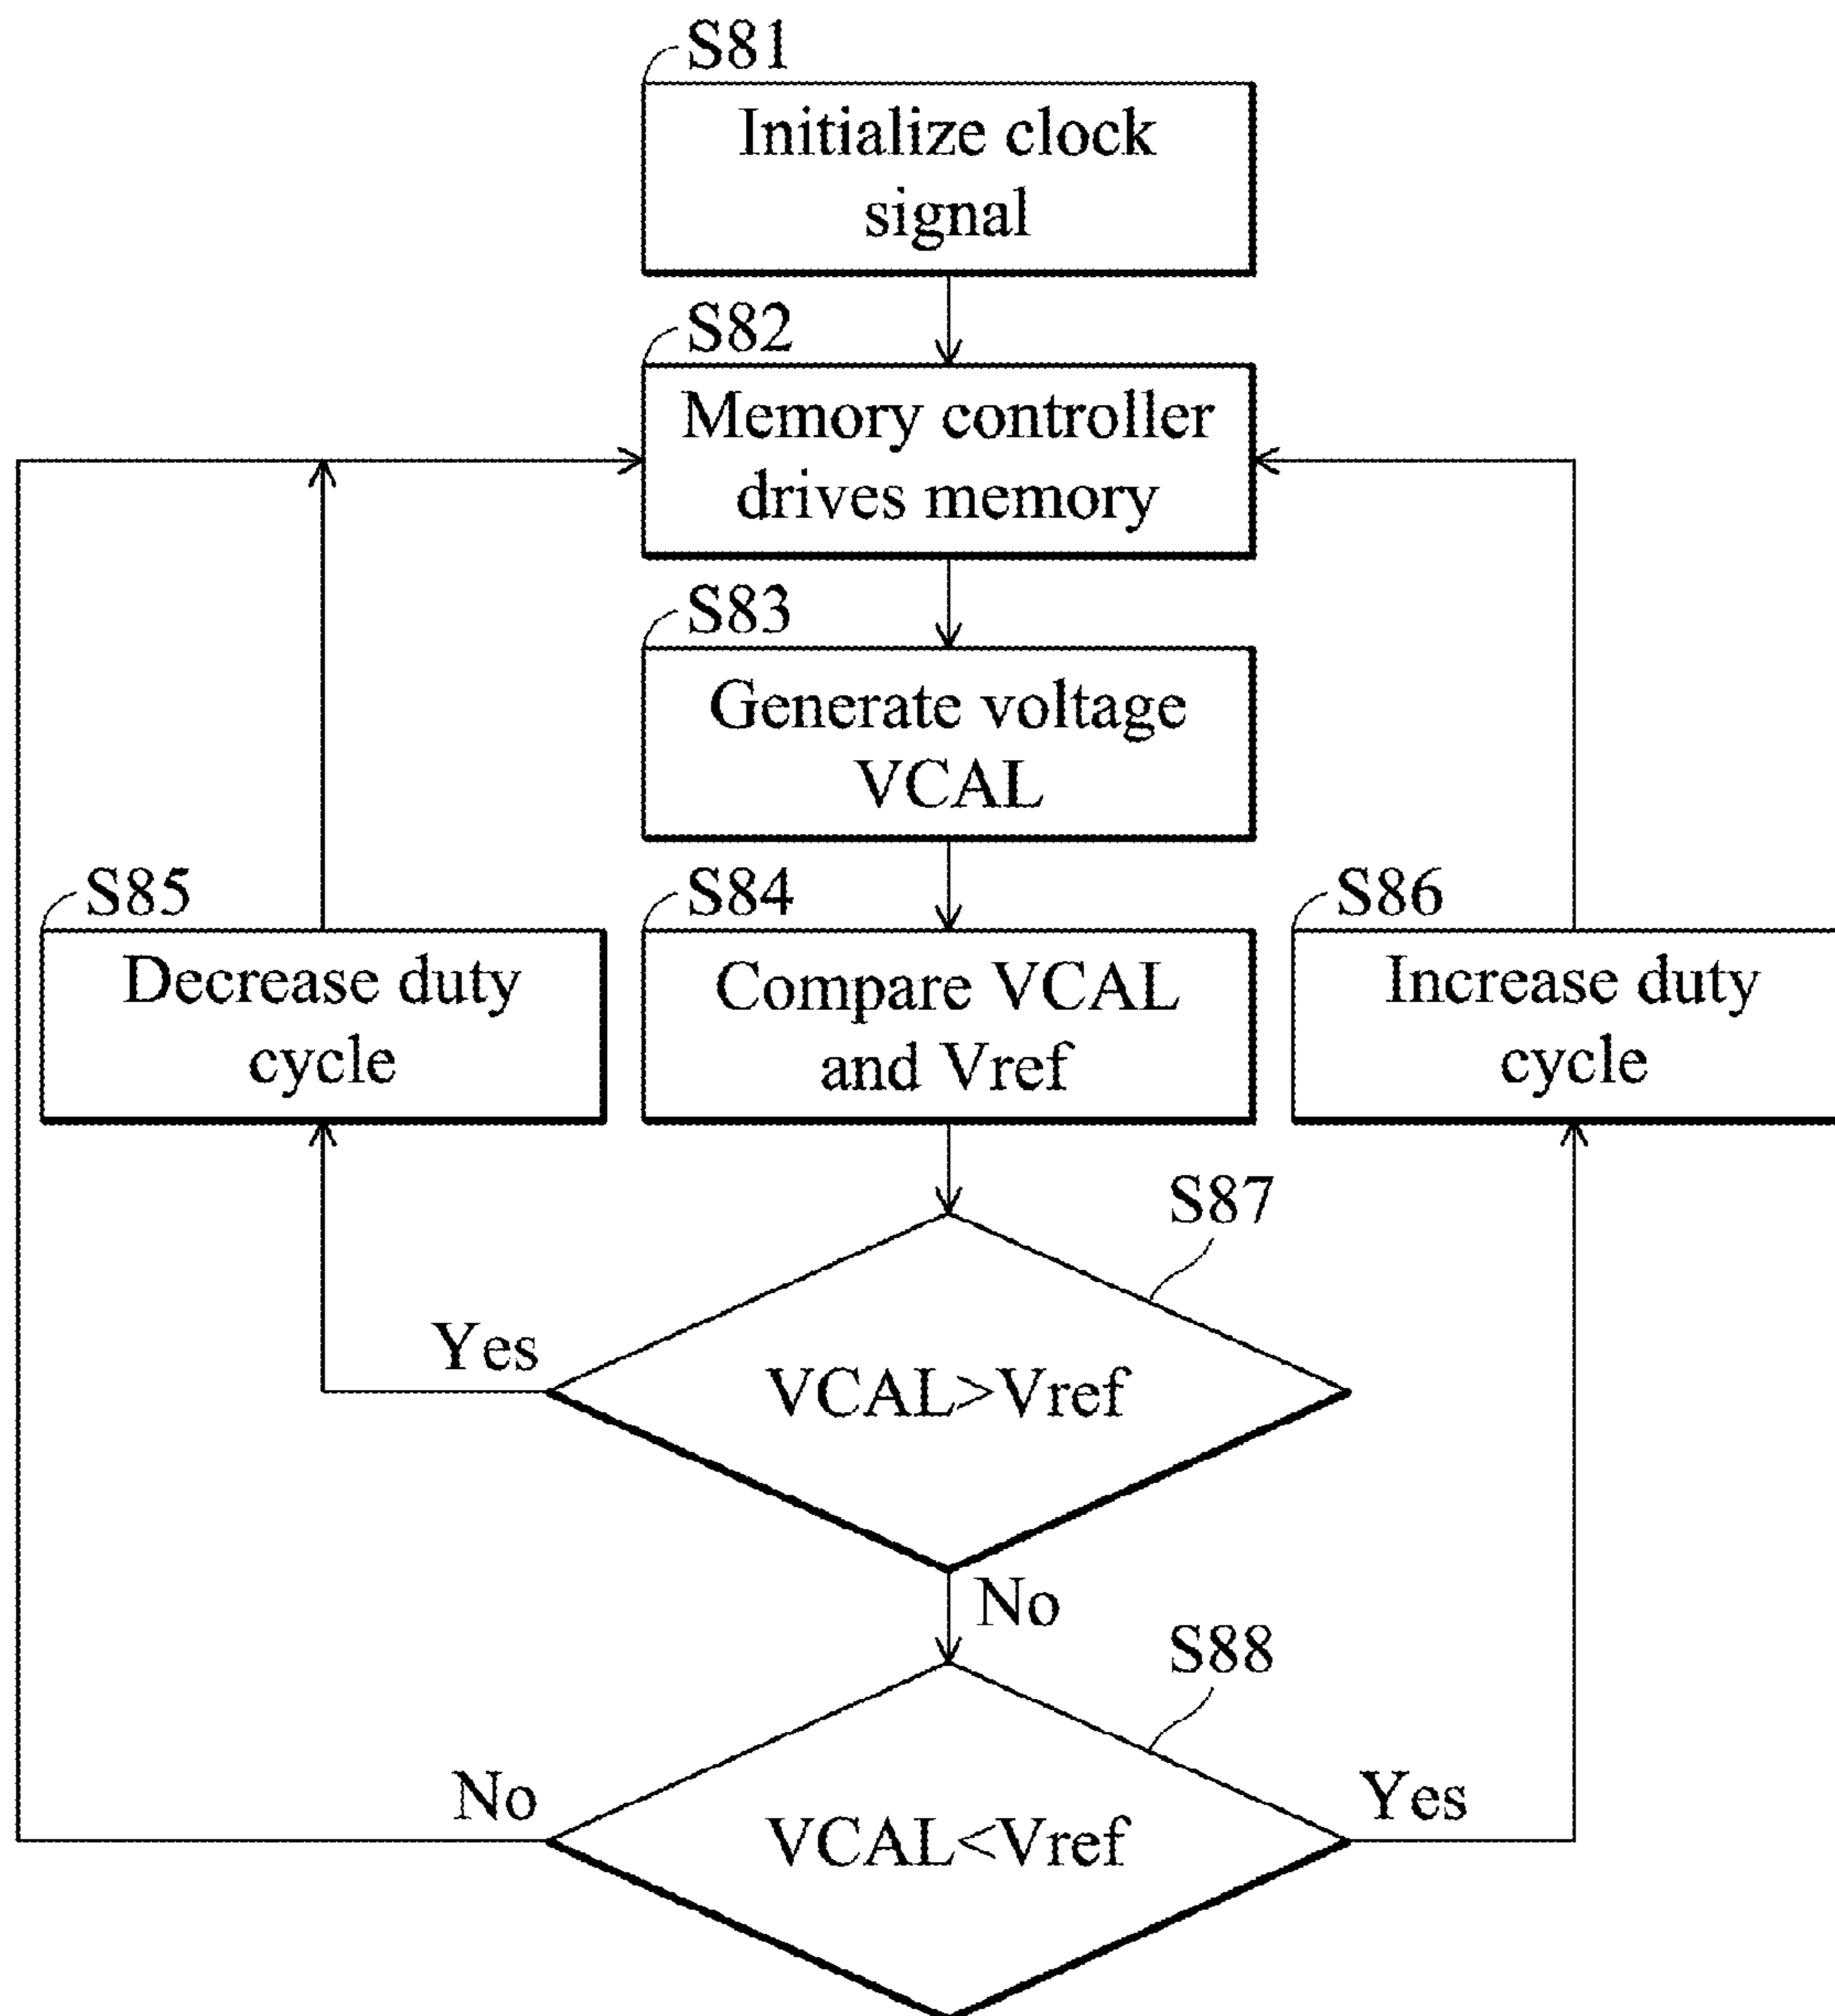 S81
Initialize clock
signal
S82
Memory controller
drives memory
S83
Generate voltage
VCAL
S85
Decrease duty
cycle
S84
Compare VCAL
and Vref
S86
Increase duty
cycle
S87
Yes
VCAL>Vref
No
S88
No
VCAL<Vref
Yes